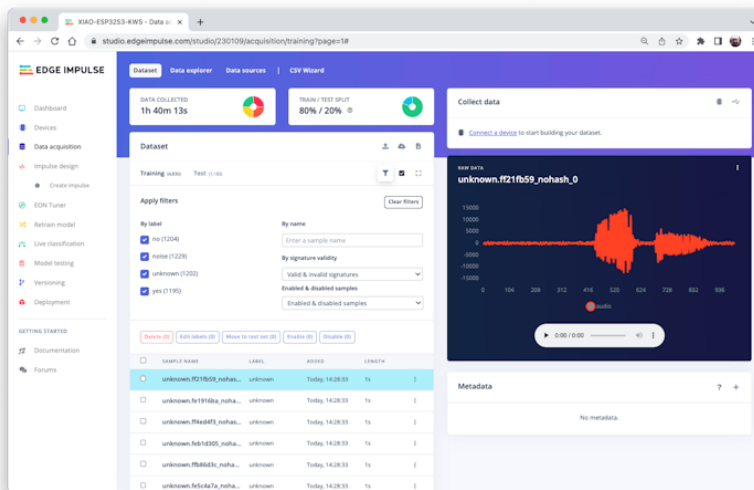 XIAO-ESP32S3-KWS - Data ac
studio.edgeimpulse.com/studio/230109/acquisition/training?page=1#
EDGE IMPULSE
Dataset
Data explorer
Data sources
CSV Wizard
Dashboard
Devices
Data acquisition
Impulse design
Create impulse
EON Tuner
Retrain model
Live classification
Model testing
Versioning
Deployment
GETTING STARTED
Documentation
Forums
DATA COLLECTED
1h 40m 13s
TRAIN / TEST SPLIT
80% / 20%
Dataset
Training
Test
Apply filters
Clear filters
By label
no (1204)
noise (1229)
unknown (1202)
yes (1195)
By name
Enter a sample name
By signature validity
Valid & invalid signatures
Enabled & disabled samples
Enabled & disabled samples
Delete (0)
Edit labels (0)
Move to test set (0)
Enable (0)
Disable (0)
SAMPLE NAME LABEL ADDED LENGTH
unknown.ff21fb59_nohas... unknown Today, 14:28:33 1s
unknown.fe1916ba_noha... unknown Today, 14:28:33 1s
unknown.ff4ed4f3_nohas... unknown Today, 14:28:33 1s
unknown.feb1d305_noha... unknown Today, 14:28:33 1s
unknown.ffb86d3c_noha... unknown Today, 14:28:33 1s
unknown.fe5c4a7a_noha... unknown Today, 14:28:33 1s
Collect data
Connect a device to start building your dataset.
RAW DATA
unknown.ff21fb59_nohash_0
15000
10000
5000
0
-5000
-10000
-15000
0 104 208 312 416 520 624 728 832 936
audio
0:00 / 0:00
Metadata
No metadata.